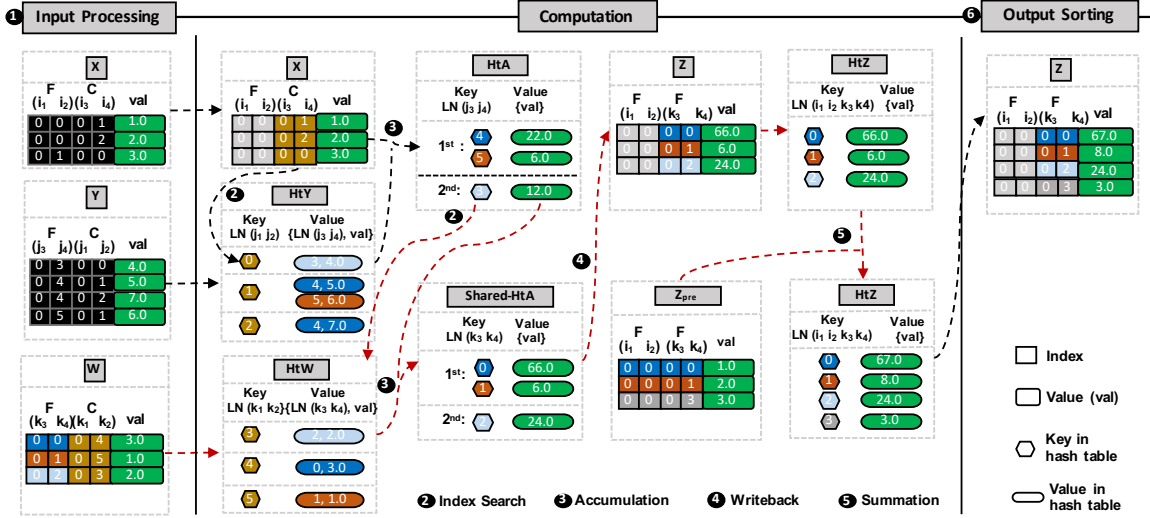 1 Input Processing
Computation
6 Output Sorting
X
F C
(i1 i2)(i3 i4) val
0 0 0 1 1.0
0 0 0 2 2.0
0 1 0 0 3.0
Y
F C
(j3 j4)(j1 j2) val
0 3 0 0 4.0
0 4 0 1 5.0
0 4 0 2 7.0
0 5 0 1 6.0
W
F C
(k3 k4)(k1 k2) val
0 0 0 4 3.0
0 1 0 5 1.0
0 2 0 3 2.0
X
F C
(i1 i2)(i3 i4) val
0 0 0 1 1.0
0 0 0 2 2.0
0 0 0 0 3.0
2
3
HtY
Key Value
LN (j1 j2) {LN (j3 j4), val}
0 3, 4.0
1 4, 5.0
5, 6.0
2 4, 7.0
HtW
Key Value
LN (k1 k2){LN (k3 k4), val}
3 2, 2.0
4 0, 3.0
5 1, 1.0
HtA
Key Value
LN (j3 j4) {val}
1st: 4 22.0
5 6.0
2nd: 3 12.0
2
3
Shared-HtA
Key Value
LN (k3 k4) {val}
1st: 0 66.0
1 6.0
2nd: 2 24.0
4
Z
F F
(i1 i2) (k3 k4) val
0 0 0 0 66.0
0 0 0 1 6.0
0 0 0 2 24.0
HtZ
Key Value
LN (i1 i2 k3 k4) {val}
0 66.0
1 6.0
2 24.0
5
Zpre
F F
(i1 i2) (k3 k4) val
0 0 0 0 1.0
0 0 0 1 2.0
0 0 0 3 3.0
HtZ
Key Value
LN (i1 i2 k3 k4) {val}
0 67.0
1 8.0
2 24.0
3 3.0
2 Index Search 3 Accumulation 4 Writeback 5 Summation
Z
F F
(i1 i2) (k3 k4) val
0 0 0 0 67.0
0 0 0 1 8.0
0 0 0 2 24.0
0 0 0 3 3.0
Index
Value (val)
Key in
hash table
Value in
hash table